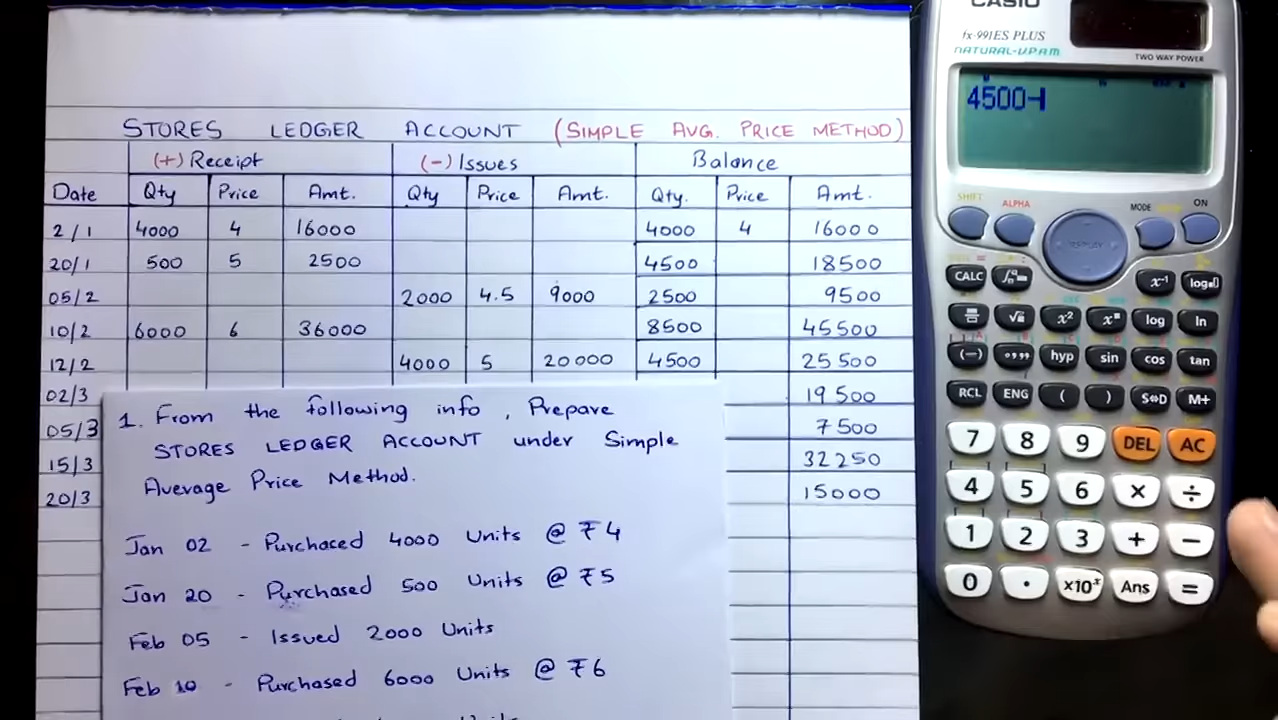 STORES LEDGER ACCOUNT (SIMPLE AVG. PRICE METHOD)
(+) Receipt (-) Issues Balance
Date Qty Price Amt. Qty Price Amt. Qty. Price Amt.
2/1 4000 4 16000 4000 4 16000
20/1 500 5 2500 4500 18500
05/2 2000 4.5 9000 2500 9500
10/2 6000 6 36000 8500 45500
12/2 4000 5 20000 4500 25500
02/3 19500
05/3 7500
15/3 32250
20/3 15000
1. From the following info, Prepare
STORES LEDGER ACCOUNT under Simple
Average Price Method.
Jan 02 - Purchaced 4000 Units @ ₹4
Jan 20 - Purchased 500 Units @ ₹5
Feb 05 - Issued 2000 Units
Feb 10 - Purchased 6000 Units @ ₹6
CASIO
fx-991ES PLUS
NATURAL-V.P.A.M.
TWO WAY POWER
4500-
SHIFT ALPHA MODE ON
REPLAY
CALC x⁻¹ log
x² log ln
(-) hyp sin cos tan
RCL ENG ( ) S⇔D M+
7 8 9 DEL AC
4 5 6 × ÷
1 2 3 + −
0 . ×10ˣ Ans =